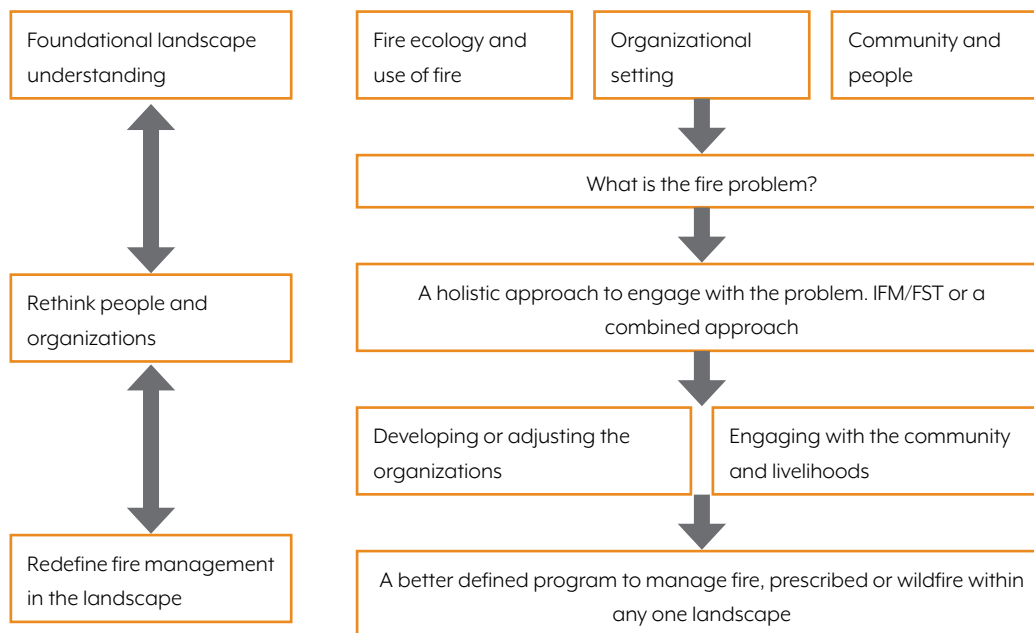 Foundational landscape
understanding
Fire ecology and
use of fire
Organizational
setting
Community and
people
What is the fire problem?
Rethink people and
organizations
A holistic approach to engage with the problem. IFM/FST or a
combined approach
Developing or adjusting the
organizations
Engaging with the community
and livelihoods
Redefine fire management
in the landscape
A better defined program to manage fire, prescribed or wildfire within
any one landscape